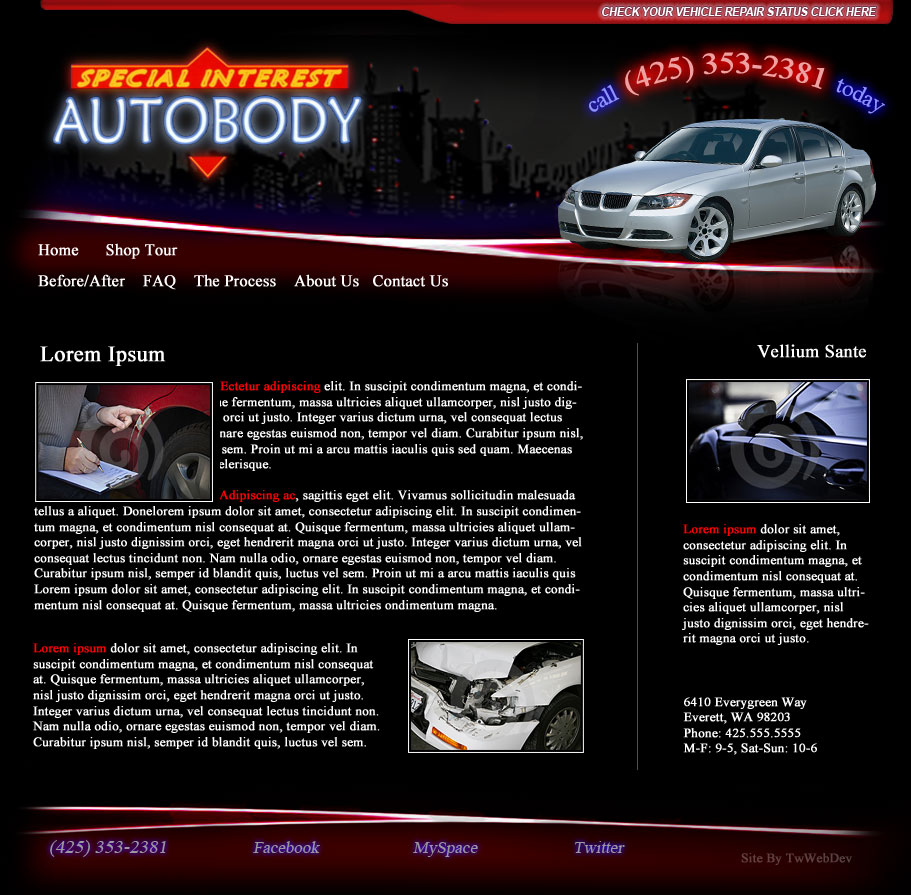 CHECK YOUR VEHICLE REPAIR STATUS CLICK HERE
SPECIAL INTEREST
AUTOBODY
call (425) 353-2381 today
Home Shop Tour
Before/After FAQ The Process About Us Contact Us
Lorem Ipsum
Ectetur adipiscing elit. In suscipit condimentum magna, et condi-
e fermentum, massa ultricies aliquet ullamcorper, nisl justo dig-
orci ut justo. Integer varius dictum urna, vel consequat lectus
nare egestas euismod non, tempor vel diam. Curabitur ipsum nisl,
sem. Proin ut mi a arcu mattis iaculis quis sed quam. Maecenas
elerisque.
Adipiscing ac, sagittis eget elit. Vivamus sollicitudin malesuada
tellus a aliquet. Donelorem ipsum dolor sit amet, consectetur adipiscing elit. In suscipit condimen-
tum magna, et condimentum nisl consequat at. Quisque fermentum, massa ultricies aliquet ullam-
corper, nisl justo dignissim orci, eget hendrerit magna orci ut justo. Integer varius dictum urna, vel
consequat lectus tincidunt non. Nam nulla odio, ornare egestas euismod non, tempor vel diam.
Curabitur ipsum nisl, semper id blandit quis, luctus vel sem. Proin ut mi a arcu mattis iaculis quis
Lorem ipsum dolor sit amet, consectetur adipiscing elit. In suscipit condimentum magna, et condi-
mentum nisl consequat at. Quisque fermentum, massa ultricies ondimentum magna.
Lorem ipsum dolor sit amet, consectetur adipiscing elit. In
suscipit condimentum magna, et condimentum nisl consequat
at. Quisque fermentum, massa ultricies aliquet ullamcorper,
nisl justo dignissim orci, eget hendrerit magna orci ut justo.
Integer varius dictum urna, vel consequat lectus tincidunt non.
Nam nulla odio, ornare egestas euismod non, tempor vel diam.
Curabitur ipsum nisl, semper id blandit quis, luctus vel sem.
Vellium Sante
Lorem ipsum dolor sit amet,
consectetur adipiscing elit. In
suscipit condimentum magna, et
condimentum nisl consequat at.
Quisque fermentum, massa ultri-
cies aliquet ullamcorper, nisl
justo dignissim orci, eget hendre-
rit magna orci ut justo.
6410 Everygreen Way
Everett, WA 98203
Phone: 425.555.5555
M-F: 9-5, Sat-Sun: 10-6
(425) 353-2381 Facebook MySpace Twitter
Site By TwWebDev